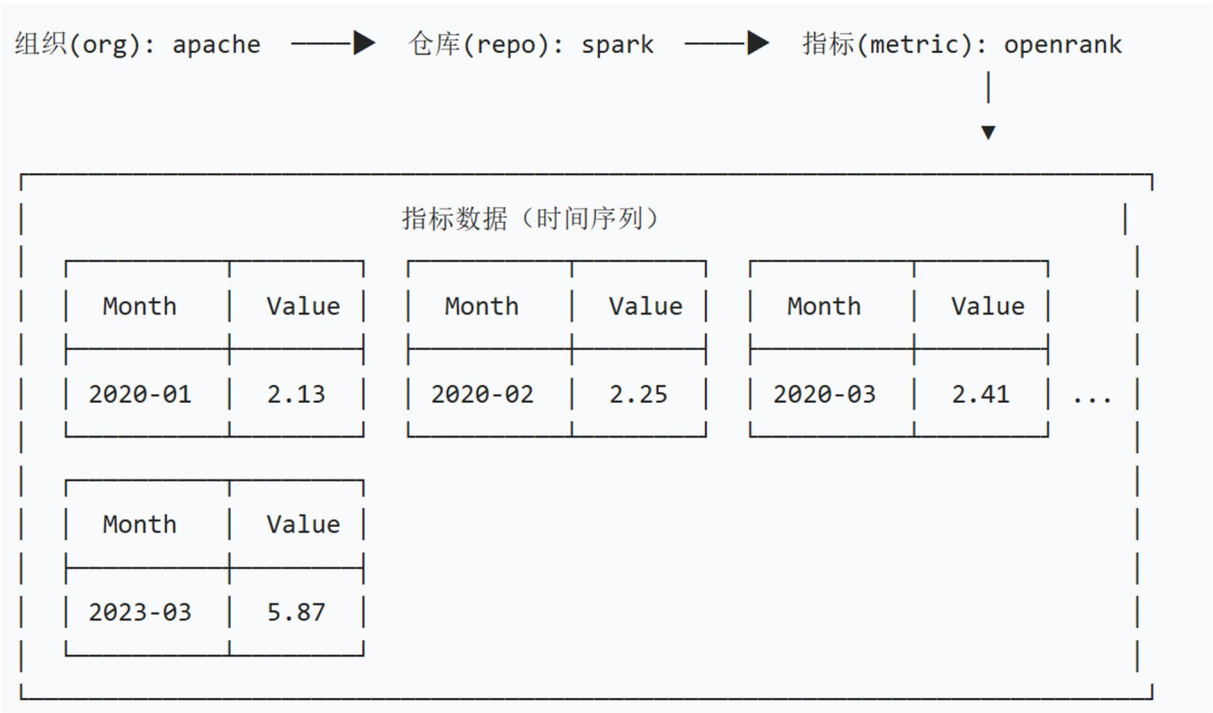 组织(org): apache ───▶ 仓库(repo): spark ───▶ 指标(metric): openrank
指标数据（时间序列）
Month Value Month Value Month Value
2020-01 2.13 2020-02 2.25 2020-03 2.41 ...
Month Value
2023-03 5.87